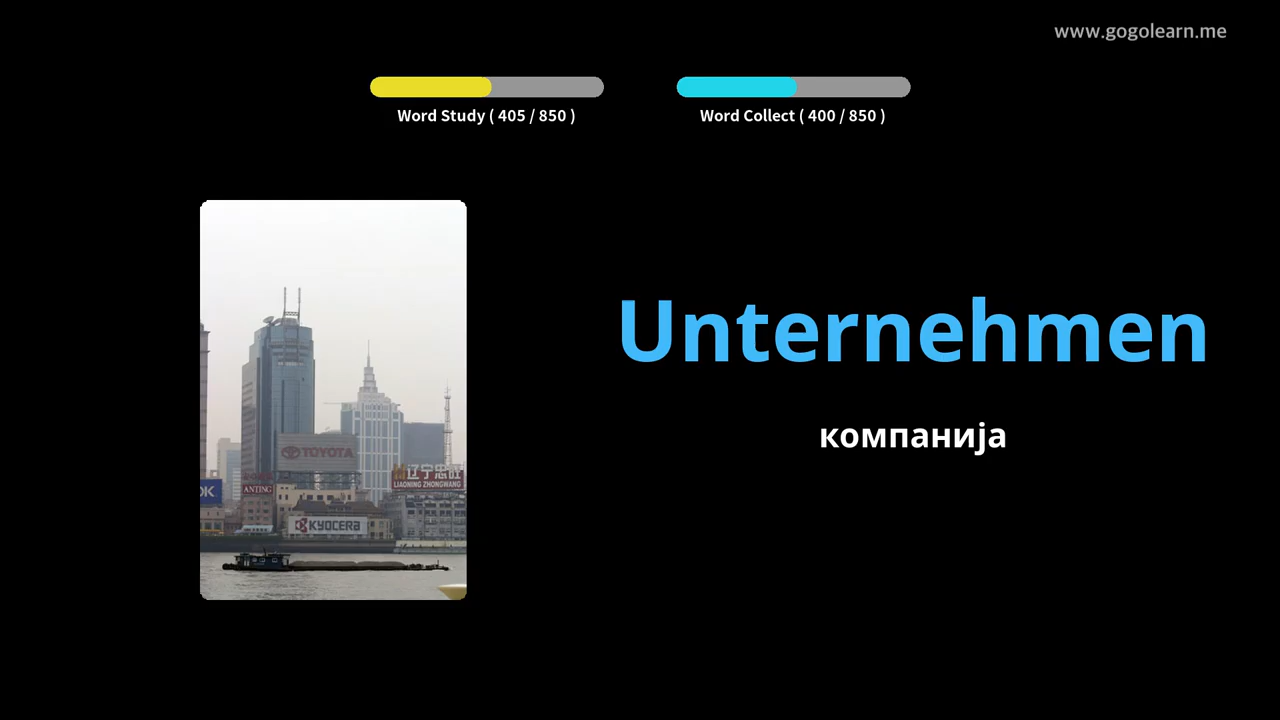 www.gogolearn.me
Word Study ( 405 / 850 )
Word Collect ( 400 / 850 )
Unternehmen
компанија
TOYOTA
ANTING
LIAONING ZHONGWANG
KYOCERA